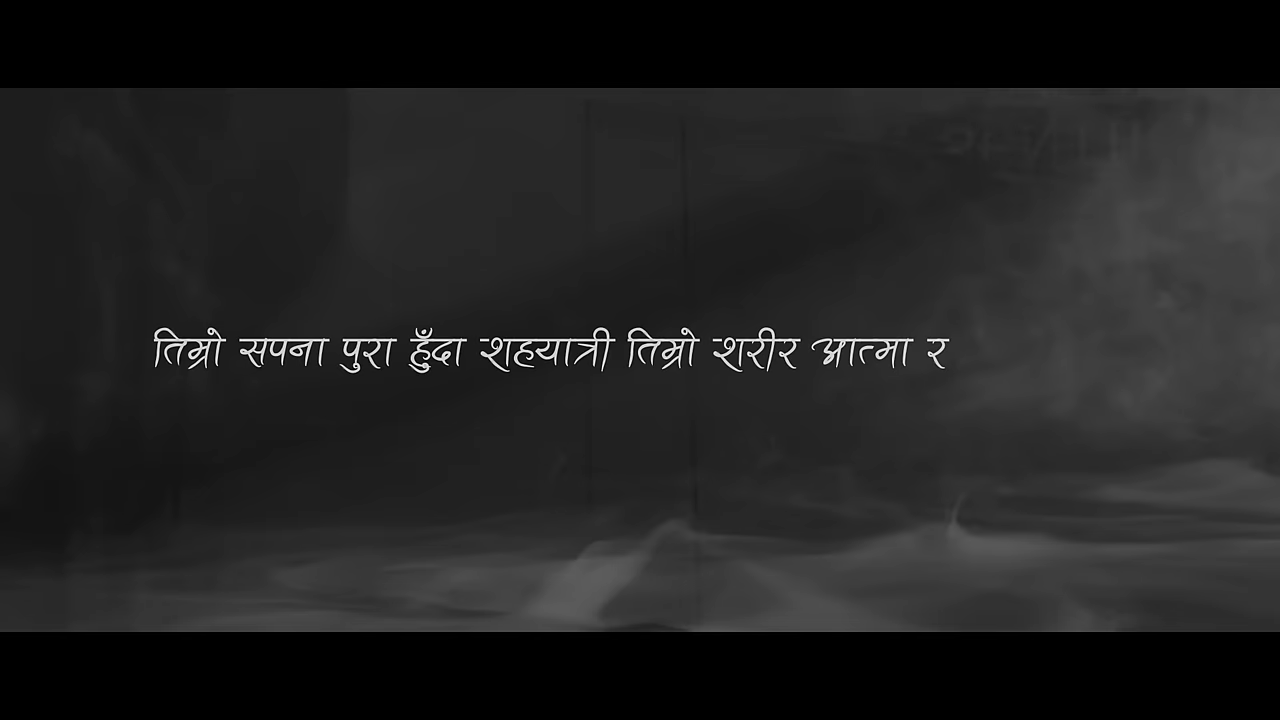 तिम्रो सपना पुरा हुँदा शहयात्री तिम्रो शरीर आत्मा र